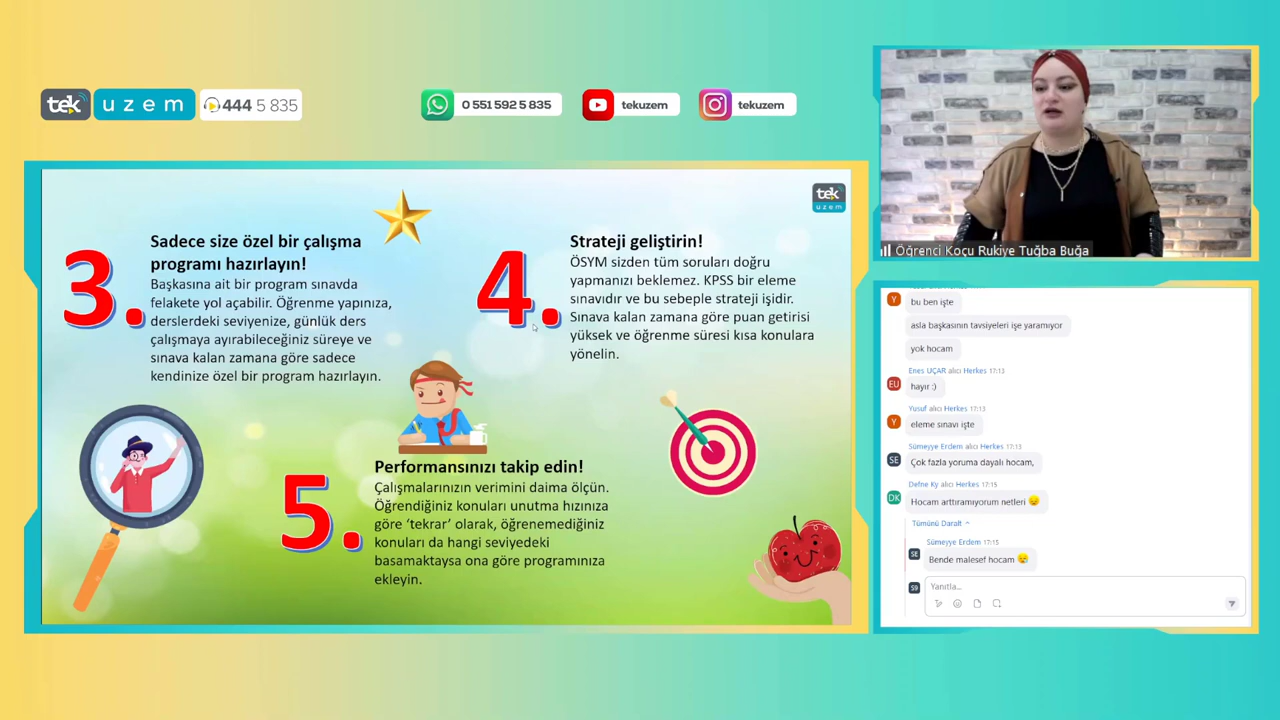 tek uzem 444 5 835
0 551 592 5 835
tekuzem
tekuzem
tek
uzem
3.
Sadece size özel bir çalışma
programı hazırlayın!
Başkasına ait bir program sınavda
felakete yol açabilir. Öğrenme yapınıza,
derslerdeki seviyenize, günlük ders
çalışmaya ayırabileceğiniz süreye ve
sınava kalan zamana göre sadece
kendinize özel bir program hazırlayın.
4.
Strateji geliştirin!
ÖSYM sizden tüm soruları doğru
yapmanızı beklemez. KPSS bir eleme
sınavıdır ve bu sebeple strateji işidir.
Sınava kalan zamana göre puan getirisi
yüksek ve öğrenme süresi kısa konulara
yönelin.
5.
Performansınızı takip edin!
Çalışmalarınızın verimini daima ölçün.
Öğrendiğiniz konuları unutma hızınıza
göre ‘tekrar’ olarak, öğrenemediğiniz
konuları da hangi seviyedeki
basamaktaysa ona göre programınıza
ekleyin.
Öğrenci Koçu Rukiye Tuğba Buğa
Y
bu ben işte
asla başkasının tavsiyeleri işe yaramıyor
yok hocam
Enes UÇAR alıcı Herkes 17:13
EU
hayır :)
Yusuf alıcı Herkes 17:13
Y
eleme sınavı işte
Sümeyye Erdem alıcı Herkes 17:13
SE
Çok fazla yoruma dayalı hocam,
Defne Ky alıcı Herkes 17:15
DK
Hocam arttıramıyorum netleri 😞
Tümünü Daralt ^
Sümeyye Erdem 17:15
SE
Bende malesef hocam 😪
S9
Yanıtla...